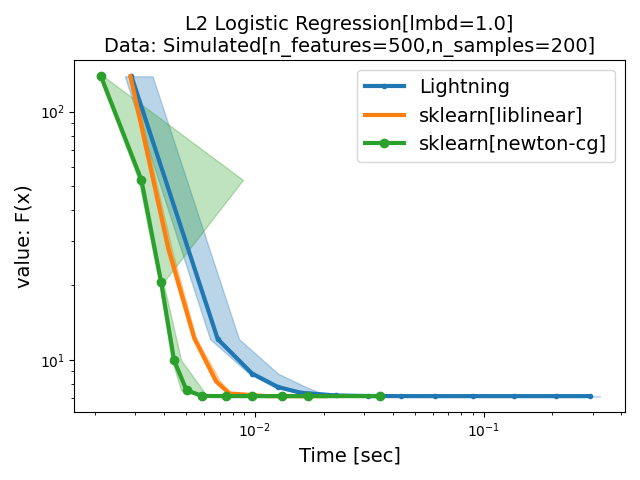 L2 Logistic Regression[lmbd=1.0]
Data: Simulated[n_features=500,n_samples=200]
value: F(x)
10²
10¹
Lightning
sklearn[liblinear]
sklearn[newton-cg]
10⁻²
10⁻¹
Time [sec]